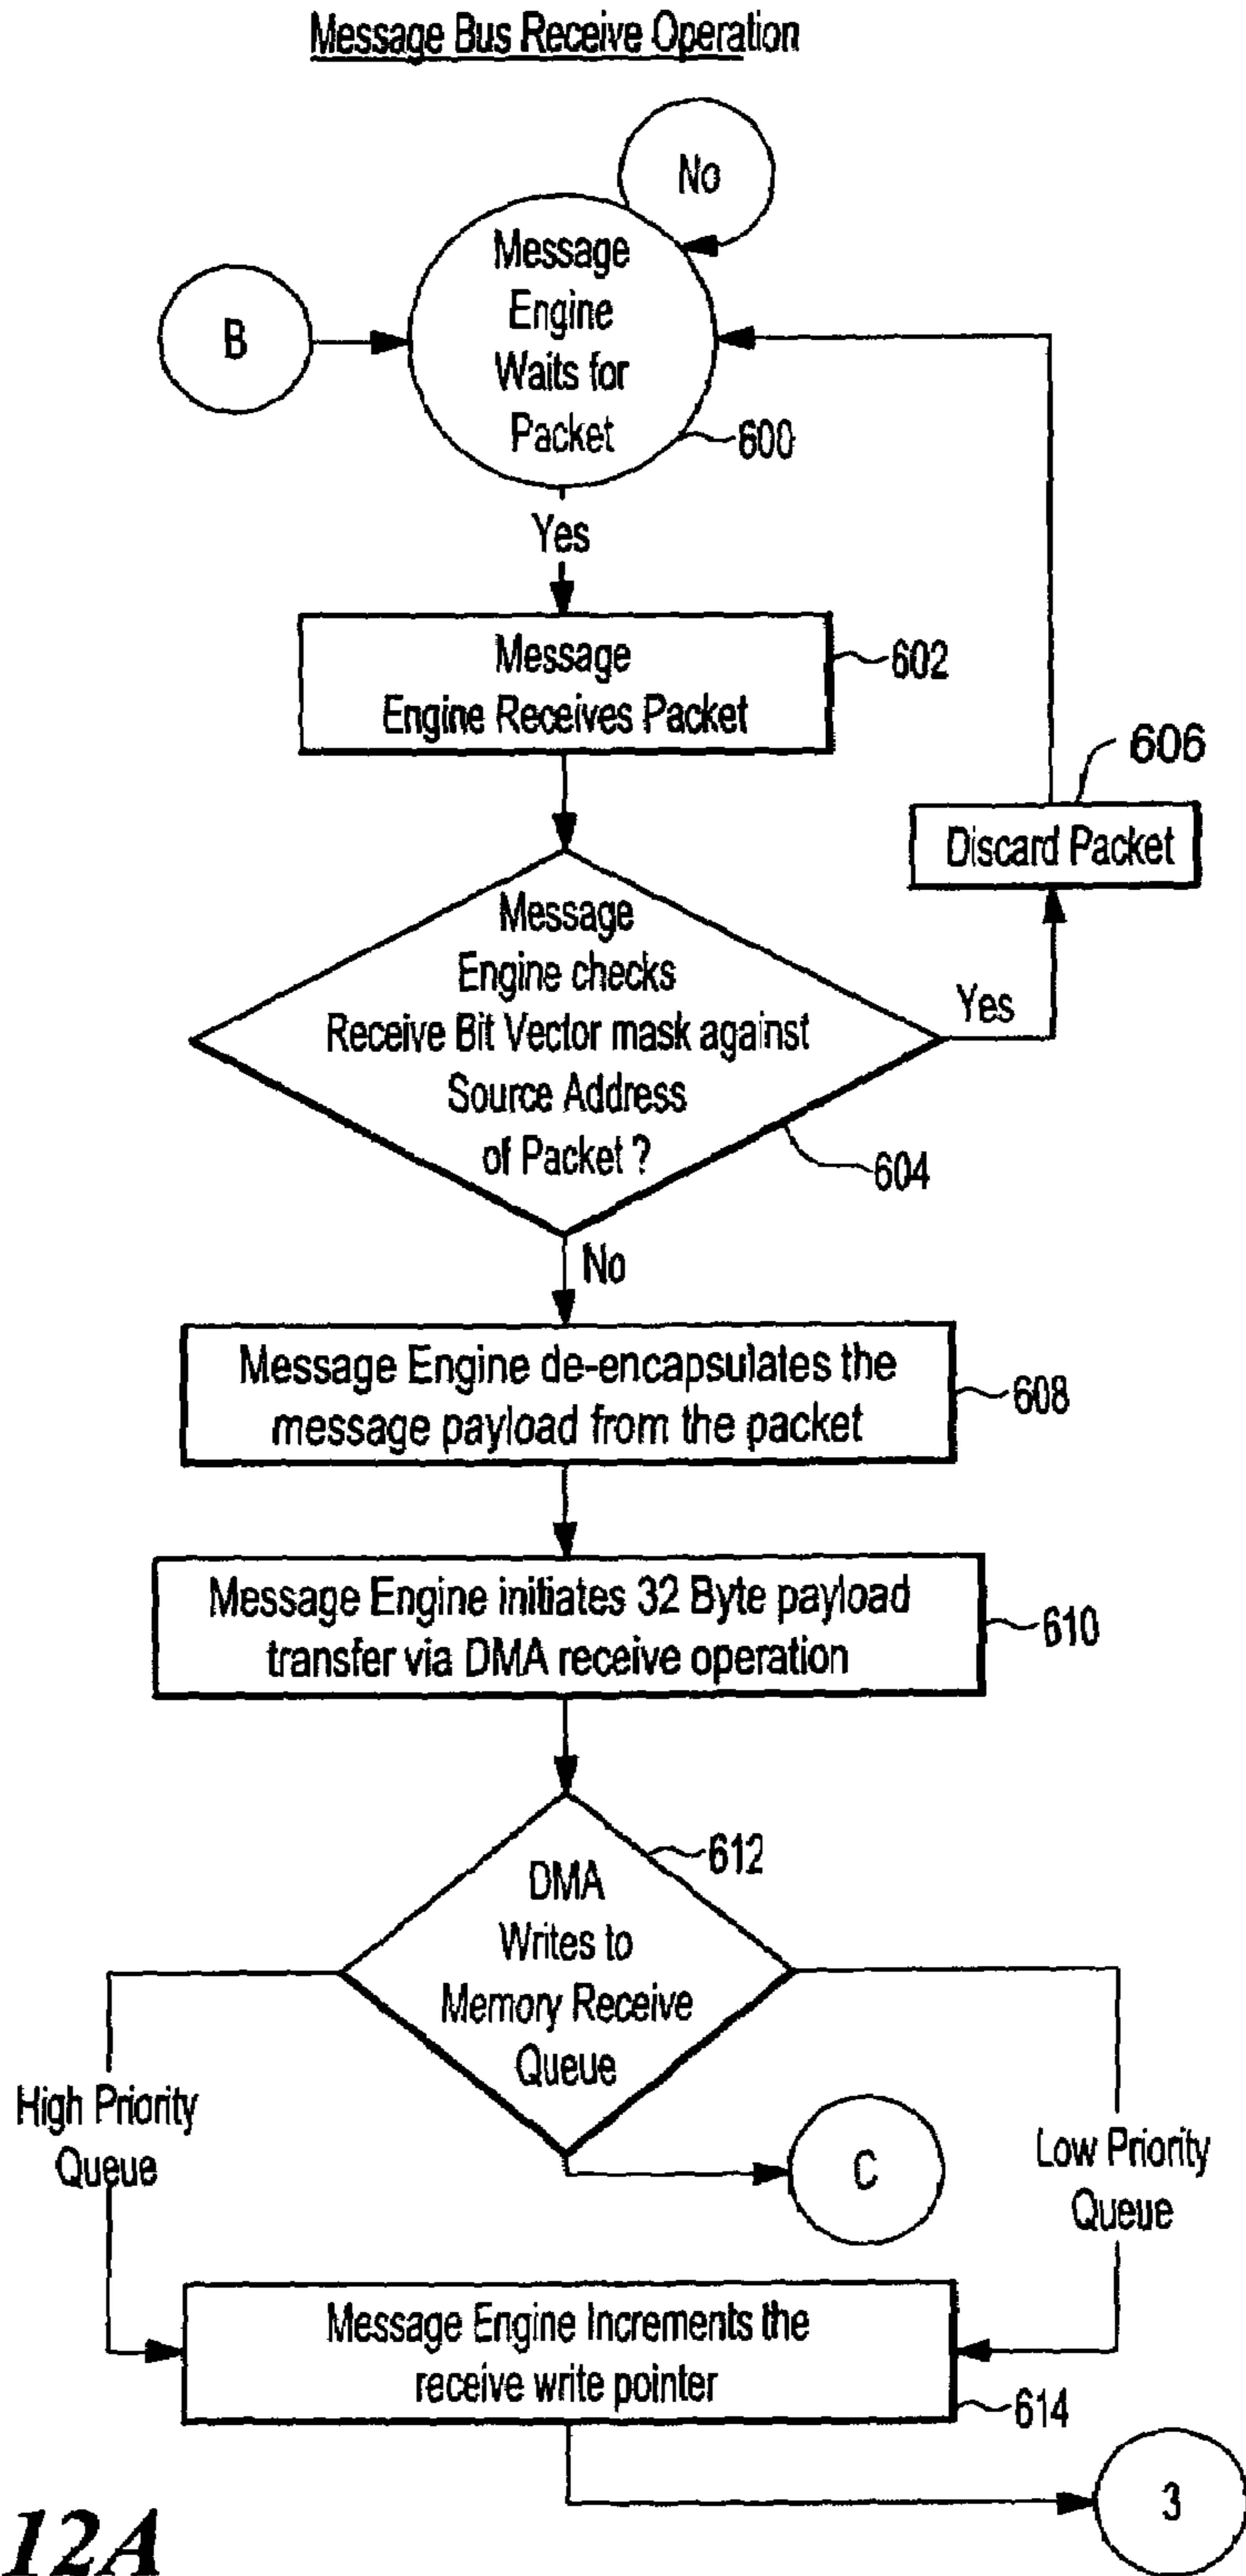 Message Bus Receive Operation
No
Message
Engine
Waits for
Packet
B
600
Yes
Message
Engine Receives Packet
602
606
Discard Packet
Message
Engine checks
Receive Bit Vector mask against
Source Address
of Packet ?
Yes
604
No
Message Engine de-encapsulates the
message payload from the packet
608
Message Engine initiates 32 Byte payload
transfer via DMA receive operation
610
612
DMA
Writes to
Memory Receive
Queue
High Priority
Queue
C
Low Priority
Queue
Message Engine Increments the
receive write pointer
614
3
12A